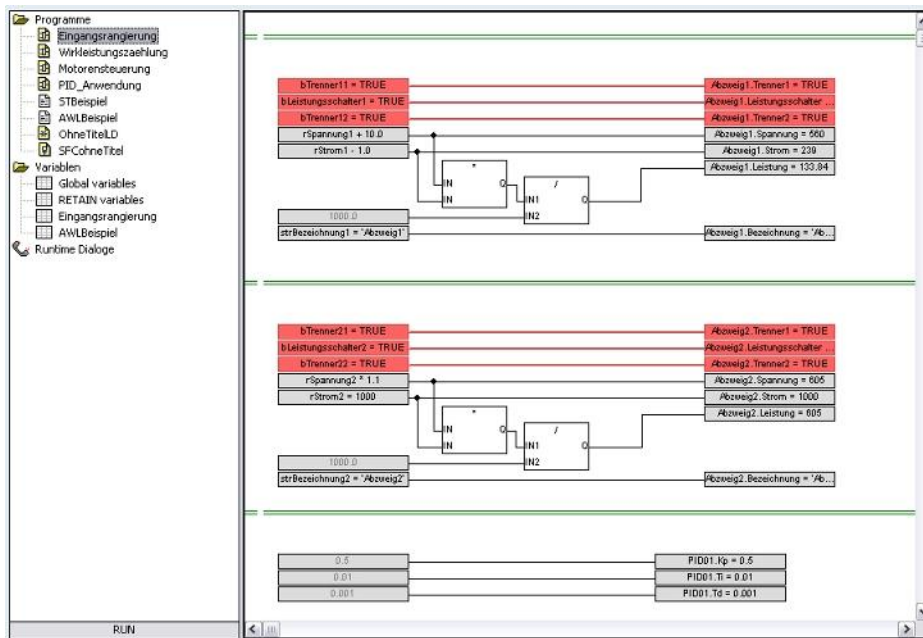 Programme
Eingangsrangierung
Wirkleistungszaehlung
Motorensteuerung
PID_Anwendung
STBeispiel
AWLBeispiel
OhneTitelLD
SFCohneTitel
Variablen
Global variables
RETAIN variables
Eingangsrangierung
AWLBeispiel
Runtime Dialoge
RUN
bTrenner11 = TRUE
Abzweig1.Trenner1 = TRUE
bLeistungsschalter1 = TRUE
Abzweig1.Leistungsschalter ...
bTrenner12 = TRUE
Abzweig1.Trenner2 = TRUE
rSpannung1 + 10.0
Abzweig1.Spannung = 560
rStrom1 - 1.0
Abzweig1.Strom = 239
Abzweig1.Leistung = 133.84
*
/
IN Q
IN
IN1 Q
IN2
1000.0
strBezeichnung1 = 'Abzweig1'
Abzweig1.Bezeichnung = 'Ab...
bTrenner21 = TRUE
Abzweig2.Trenner1 = TRUE
bLeistungsschalter2 = TRUE
Abzweig2.Leistungsschalter ...
bTrenner22 = TRUE
Abzweig2.Trenner2 = TRUE
rSpannung2 * 1.1
Abzweig2.Spannung = 605
rStrom2 = 1000
Abzweig2.Strom = 1000
Abzweig2.Leistung = 605
*
/
IN Q
IN
IN1 Q
IN2
1000.0
strBezeichnung2 = 'Abzweig2'
Abzweig2.Bezeichnung = 'Ab...
0.5
PID01.Kp = 0.5
0.01
PID01.Ti = 0.01
0.001
PID01.Td = 0.001